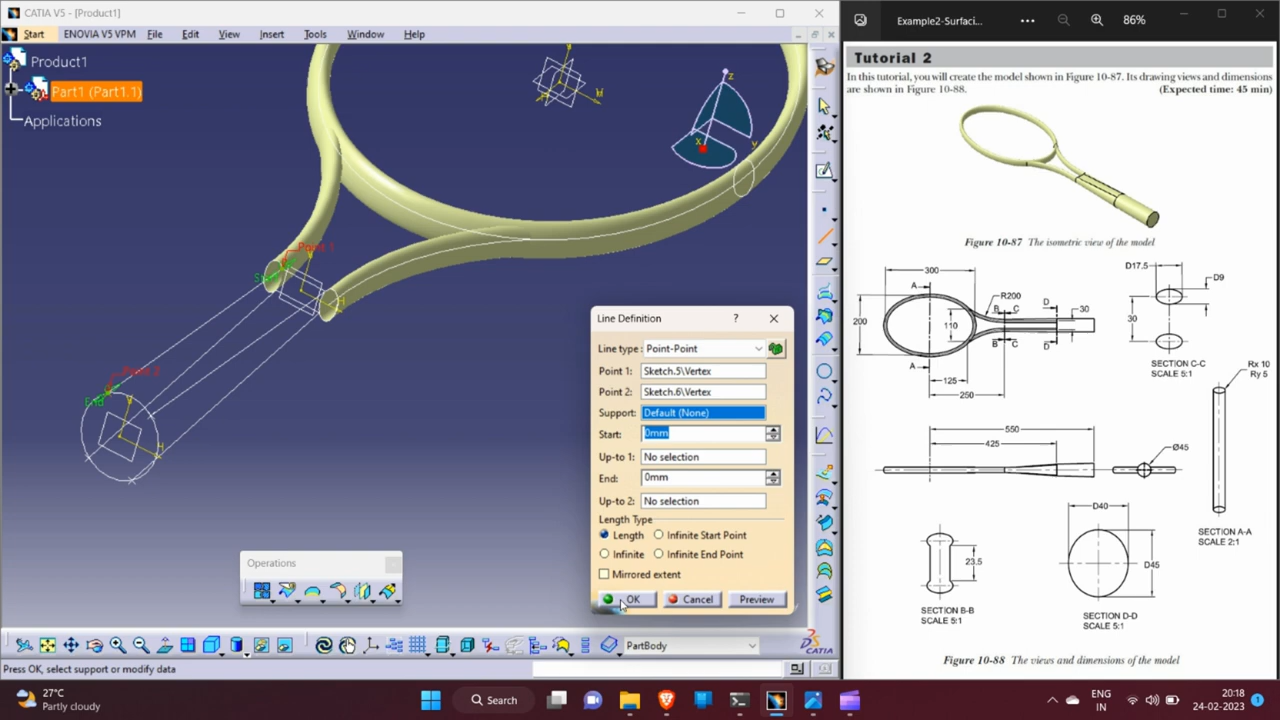 CATIA V5 - [Product1]
Start ENOVIA V5 VPM File Edit View Insert Tools Window Help
Product1
Part1 (Part1.1)
Applications
z
x
Point 1
H
Point 2
End
H
Operations
Line Definition ? ×
Line type : Point-Point
Point 1: Sketch.5\Vertex
Point 2: Sketch.6\Vertex
Support: Default (None)
Start: 0mm
Up-to 1: No selection
End: 0mm
Up-to 2: No selection
Length Type
Length Infinite Start Point
Infinite Infinite End Point
Mirrored extent
OK Cancel Preview
PartBody
CATIA
Press OK, select support or modify data
Example2-Surfaci...
86%
Tutorial 2
In this tutorial, you will create the model shown in Figure 10-87. Its drawing views and dimensions
are shown in Figure 10-88. (Expected time: 45 min)
Figure 10-87 The isometric view of the model
300
A
R200
B C
D
200
110
30
B C
D
A
125
250
D17.5
D9
30
SECTION C-C
SCALE 5:1
Rx 10
Ry 5
550
425
Ø45
SECTION A-A
SCALE 2:1
23.5
SECTION B-B
SCALE 5:1
D40
D45
SECTION D-D
SCALE 5:1
Figure 10-88 The views and dimensions of the model
27°C
Partly cloudy
Search
ENG
IN
20:18
24-02-2023
1